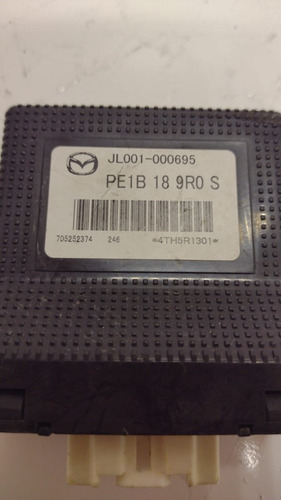 JL001-000695
PE1B 18 9R0 S
705252374 246 *4TH5R1301*